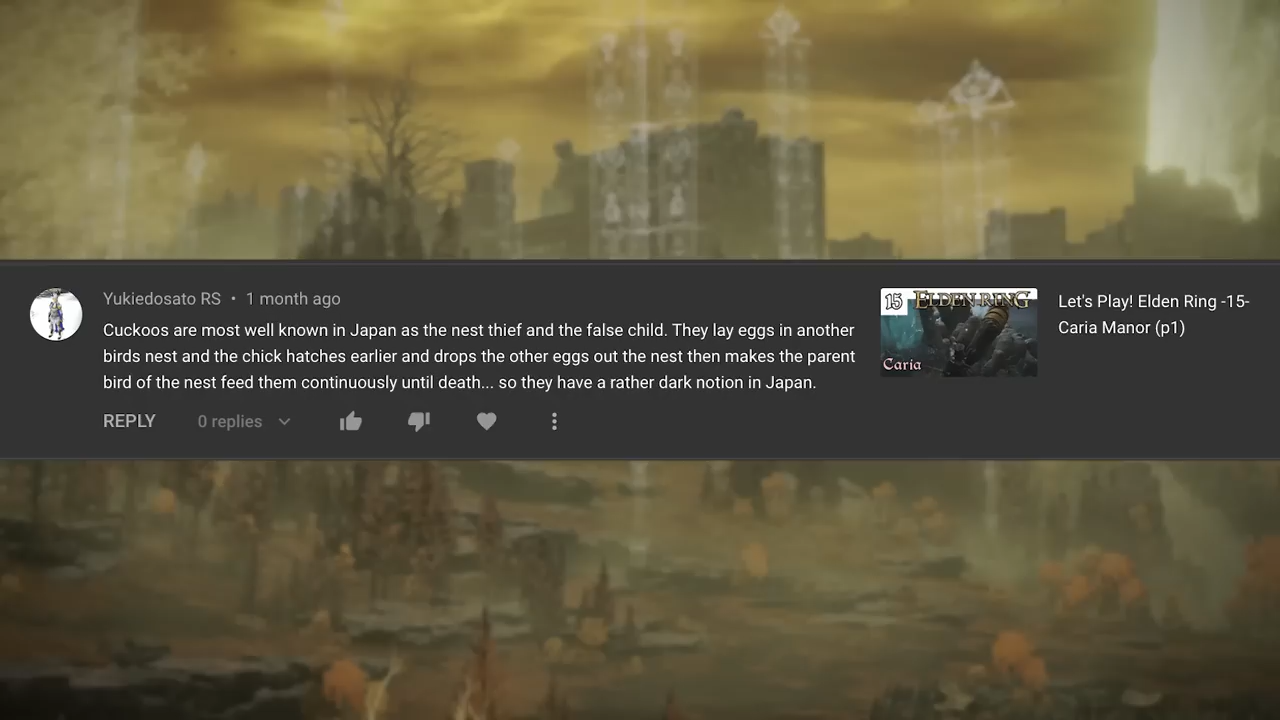 Yukiedosato RS • 1 month ago
Cuckoos are most well known in Japan as the nest thief and the false child. They lay eggs in another
birds nest and the chick hatches earlier and drops the other eggs out the nest then makes the parent
bird of the nest feed them continuously until death... so they have a rather dark notion in Japan.
REPLY 0 replies
15 ELDEN RING
Caria
Let's Play! Elden Ring -15-
Caria Manor (p1)